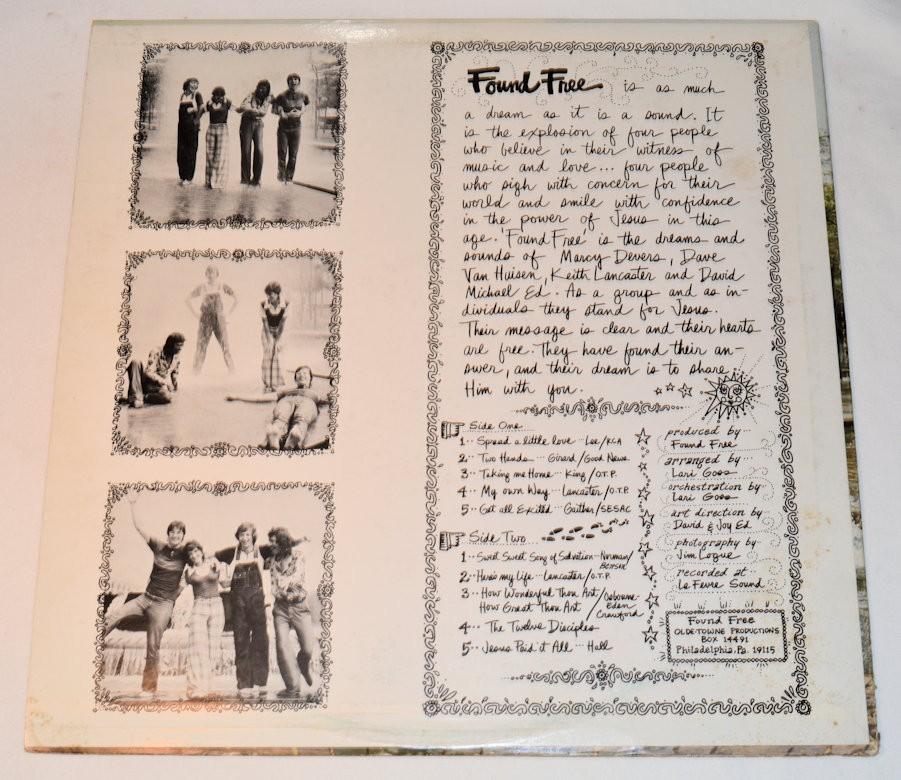 Found Free is as much
a dream as it is a sound. It
is the explosion of four people
who believe in their witness of
music and love... four people
who sigh with concern for their
world and smile with confidence
in the power of Jesus in this
age. 'Found Free' is the dreams and
sounds of Marcy Devers, Dave
Van Huisen, Keith Lancaster and David
Michael Ed. As a group and as in-
dividuals they stand for Jesus.
Their message is clear and their hearts
are free. They have found their an-
swer, and their dream is to share
Him with you.
Side One
1.. Spread a little love -- Lee/RCA
2.. Two Hands... Girard/Good News
3.. Taking me Home -- King/O.T.P.
4.. My own Way -- Lancaster/O.T.P.
5.. Get all Excited.. Gaither/SESAC
Side Two
1.. Sweet Sweet Song of Salvation - Norman/
Benson
2.. Here's my Life - Lancaster/O.T.P.
3.. How Wonderful Thou Art/Osborne-
How Great Thou Art / Eden
Crawford
4.. The Twelve Disciples
5.. Jesus Paid it All -- Hall
produced by --
Found Free
arranged by --
Lari Goss
orchestration by --
Lari Goss
art direction by
David & Joy Ed
photography by
Jim Logue
recorded at
Le Fevre Sound
Found Free
OLDE-TOWNE PRODUCTIONS
BOX 14491
Philadelphia, Pa. 19115